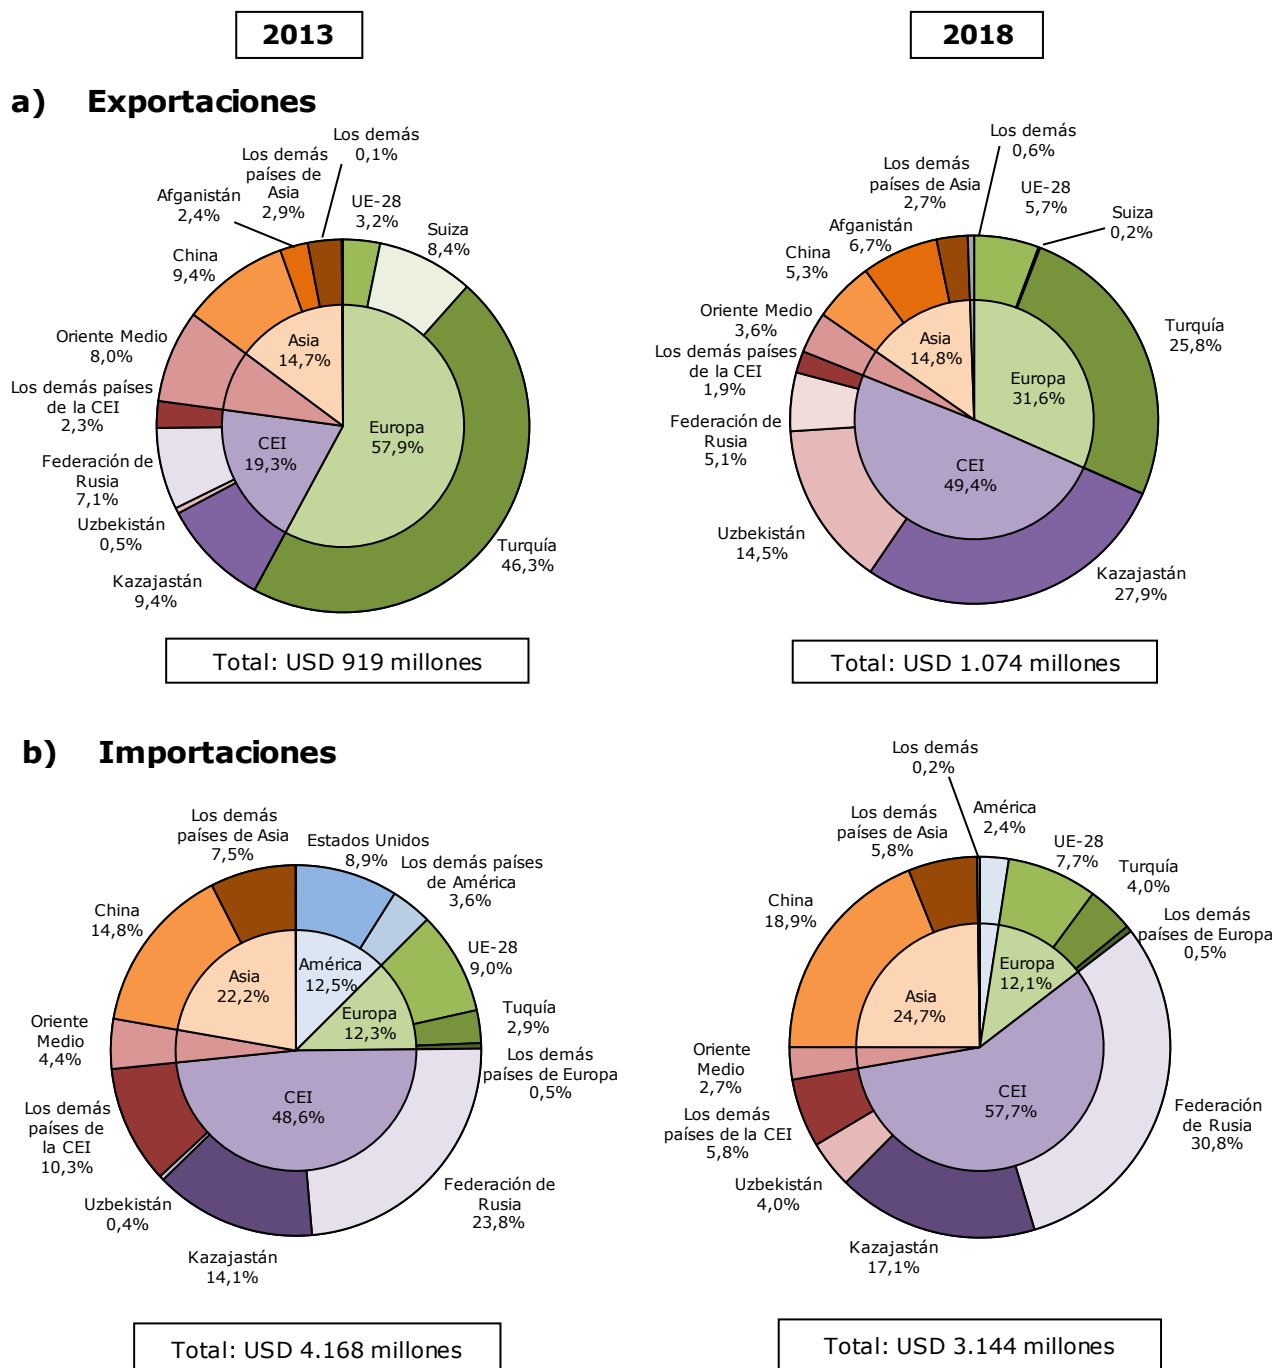 2013
2018
a) Exportaciones
Los demás
0,1%
Los demás
países de
Asia
2,9%
Afganistán
2,4%
UE-28
3,2%
Suiza
8,4%
China
9,4%
Oriente Medio
8,0%
Asia
14,7%
Los demás países
de la CEI
2,3%
Europa
57,9%
CEI
19,3%
Federación de
Rusia
7,1%
Uzbekistán
0,5%
Turquía
46,3%
Kazajastán
9,4%
Total: USD 919 millones
Los demás
0,6%
Los demás
países de Asia
2,7%
UE-28
5,7%
Suiza
0,2%
Afganistán
6,7%
China
5,3%
Oriente Medio
3,6%
Turquía
25,8%
Asia
14,8%
Los demás países
de la CEI
1,9%
Europa
31,6%
Federación de
Rusia
5,1%
CEI
49,4%
Uzbekistán
14,5%
Kazajastán
27,9%
Total: USD 1.074 millones
b) Importaciones
Los demás
países de Asia
7,5%
Estados Unidos
8,9%
Los demás países
de América
3,6%
China
14,8%
UE-28
9,0%
América
12,5%
Asia
22,2%
Europa
12,3%
Tuquía
2,9%
Oriente
Medio
4,4%
Los demás
países de Europa
0,5%
CEI
48,6%
Los demás
países de
la CEI
10,3%
Federación de
Rusia
23,8%
Uzbekistán
0,4%
Kazajastán
14,1%
Total: USD 4.168 millones
Los demás
0,2%
Los demás
países de Asia
5,8%
América
2,4%
UE-28
7,7%
Turquía
4,0%
China
18,9%
Los demás
países de Europa
0,5%
Europa
12,1%
Asia
24,7%
Oriente
Medio
2,7%
CEI
57,7%
Los demás
países de la CEI
5,8%
Federación
de Rusia
30,8%
Uzbekistán
4,0%
Kazajastán
17,1%
Total: USD 3.144 millones